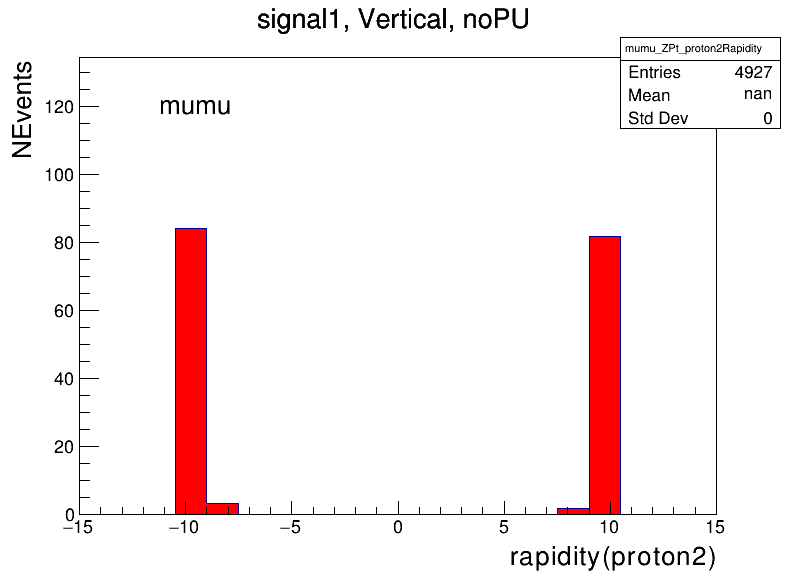 signal1, Vertical, noPU
mumu_ZPt_proton2Rapidity
Entries 4927
Mean nan
Std Dev 0
NEvents
mumu
120
100
80
60
40
20
0
−15 −10 −5 0 5 10 15
rapidity(proton2)